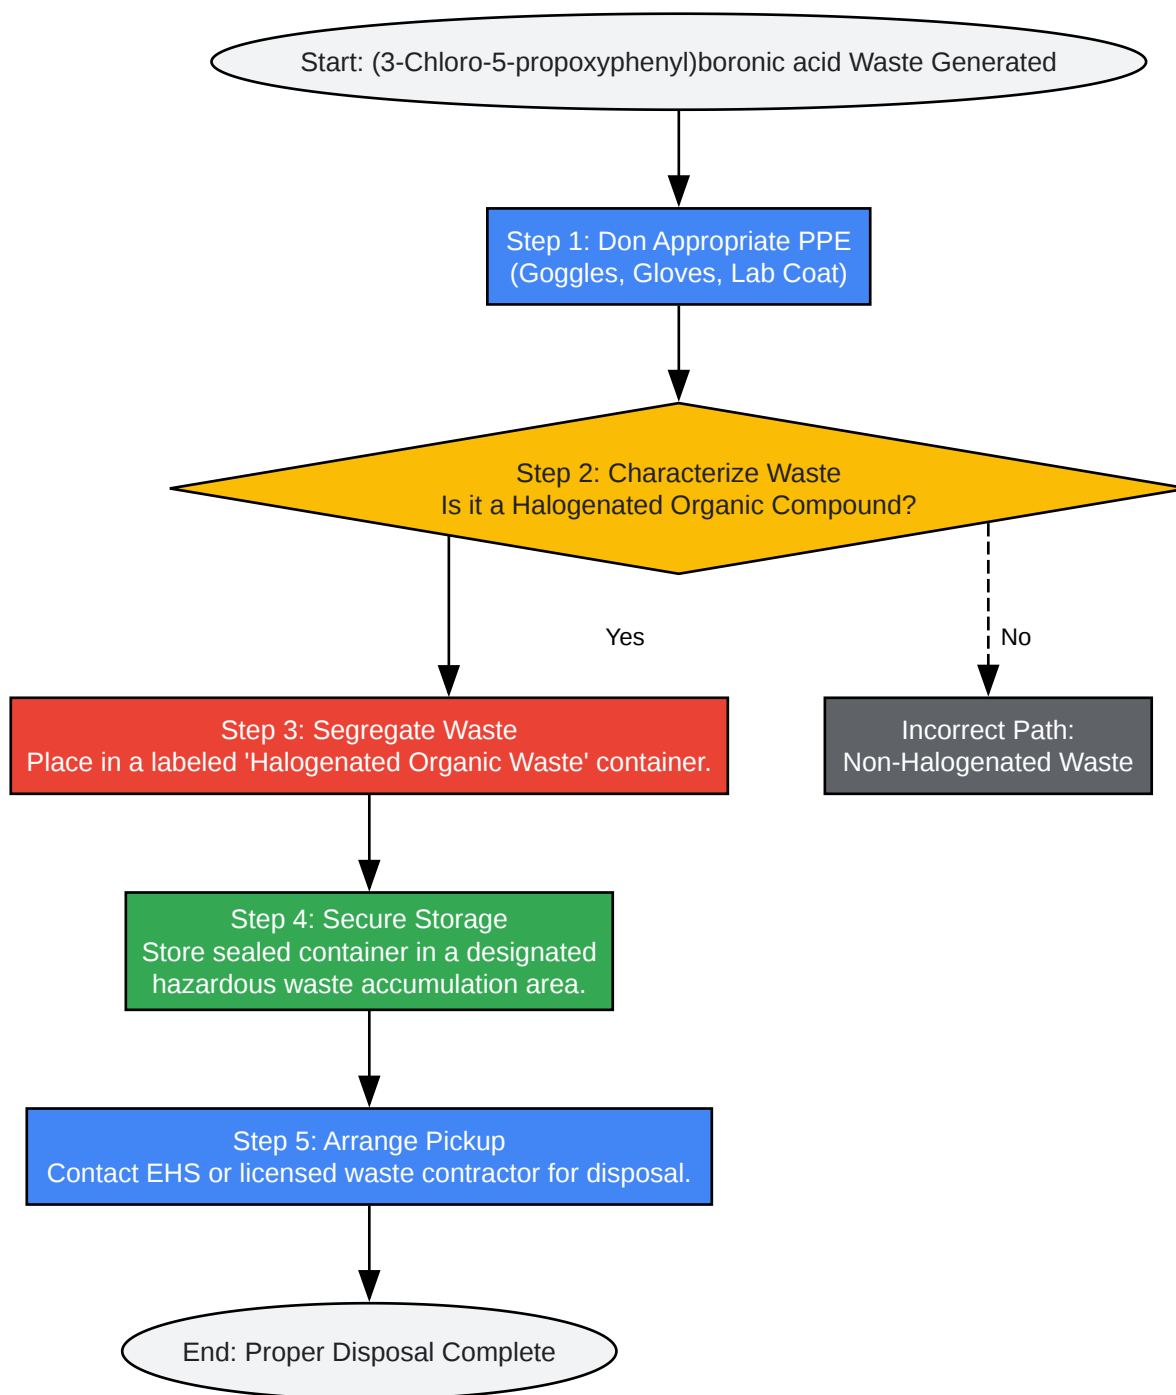 Start: (3-Chloro-5-propoxyphenyl)boronic acid Waste Generated
Step 1: Don Appropriate PPE
(Goggles, Gloves, Lab Coat)
Step 2: Characterize Waste
Is it a Halogenated Organic Compound?
Yes
No
Step 3: Segregate Waste
Place in a labeled 'Halogenated Organic Waste' container.
Incorrect Path:
Non-Halogenated Waste
Step 4: Secure Storage
Store sealed container in a designated
hazardous waste accumulation area.
Step 5: Arrange Pickup
Contact EHS or licensed waste contractor for disposal.
End: Proper Disposal Complete